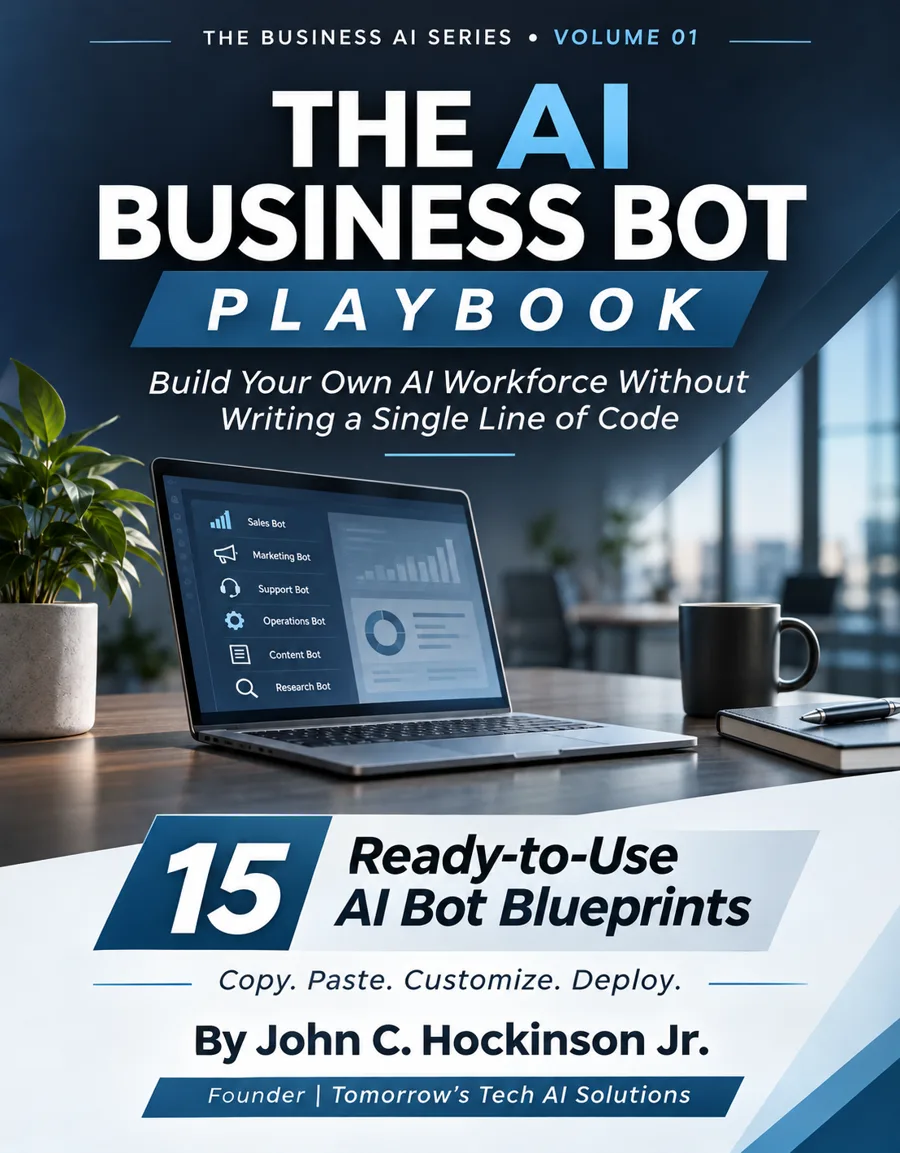 THE BUSINESS AI SERIES • VOLUME 01
THE AI
BUSINESS BOT
PLAYBOOK
Build Your Own AI Workforce Without
Writing a Single Line of Code
Sales Bot
Marketing Bot
Support Bot
Operations Bot
Content Bot
Research Bot
15
Ready-to-Use
AI Bot Blueprints
Copy. Paste. Customize. Deploy.
By John C. Hockinson Jr.
Founder | Tomorrow's Tech AI Solutions